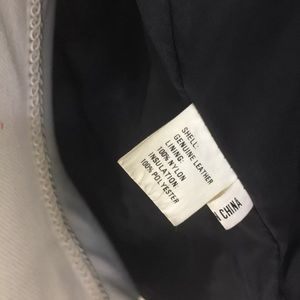 SHELL:
GENUINE LEATHER
LINING:
100% NYLON
INSULATION:
100% POLYESTER
CHINA